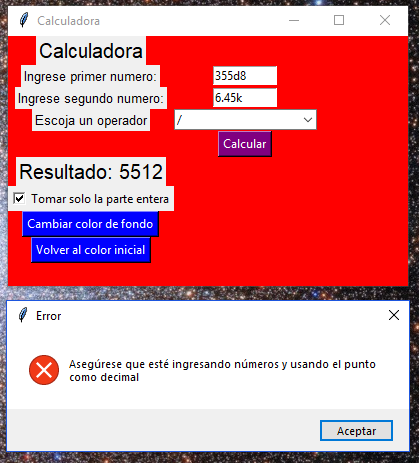 Calculadora
Calculadora
Ingrese primer numero: 355d8
Ingrese segundo numero: 6.45k
Escoja un operador /
Calcular
Resultado: 5512
Tomar solo la parte entera
Cambiar color de fondo
Volver al color inicial
Error
Asegúrese que esté ingresando números y usando el punto
como decimal
Aceptar